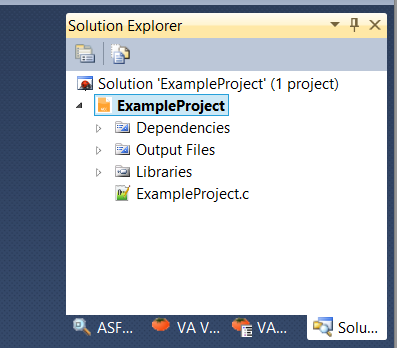 Solution Explorer
Solution 'ExampleProject' (1 project)
ExampleProject
Dependencies
Output Files
Libraries
ExampleProject.c
ASF... VA V... VA... Solu...